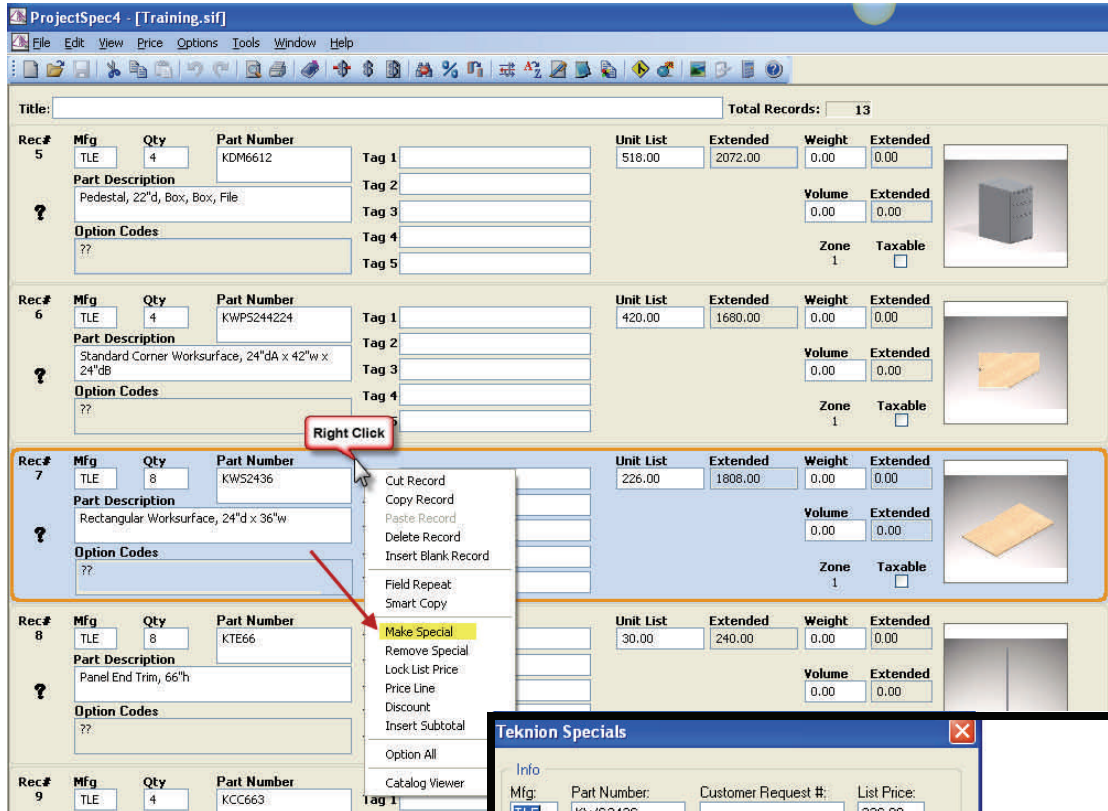 ProjectSpec4 - [Training.sif]
File Edit View Price Options Tools Window Help
Title: Total Records: 13
Rec# Mfg Qty Part Number Unit List Extended Weight Extended
5 TLE 4 KDM6612 Tag 1 518.00 2072.00 0.00 0.00
Part Description
Pedestal, 22"d, Box, Box, File Tag 2 Volume Extended
? Tag 3 0.00 0.00
Option Codes Tag 4 Zone Taxable
?? Tag 5 1
Rec# Mfg Qty Part Number Unit List Extended Weight Extended
6 TLE 4 KWPS244224 Tag 1 420.00 1680.00 0.00 0.00
Part Description Tag 2
Standard Corner Worksurface, 24"dA x 42"w x Volume Extended
24"dB Tag 3 0.00 0.00
?
Option Codes Tag 4 Zone Taxable
?? 5 1
Right Click
Rec# Mfg Qty Part Number Unit List Extended Weight Extended
7 TLE 8 KWS2436 226.00 1808.00 0.00 0.00
Part Description
Rectangular Worksurface, 24"d x 36"w Volume Extended
? 0.00 0.00
Option Codes Zone Taxable
?? 1
Cut Record
Copy Record
Paste Record
Delete Record
Insert Blank Record
Field Repeat
Smart Copy
Make Special
Remove Special
Lock List Price
Price Line
Discount
Insert Subtotal
Option All
Catalog Viewer
Rec# Mfg Qty Part Number Unit List Extended Weight Extended
8 TLE 8 KTE66 30.00 240.00 0.00 0.00
Part Description
Panel End Trim, 66"h Volume Extended
? 0.00 0.00
Option Codes
??
Rec# Mfg Qty Part Number
9 TLE 4 KCC663 Tag 1
Teknion Specials
Info
Mfg: Part Number: Customer Request #: List Price:
TLE